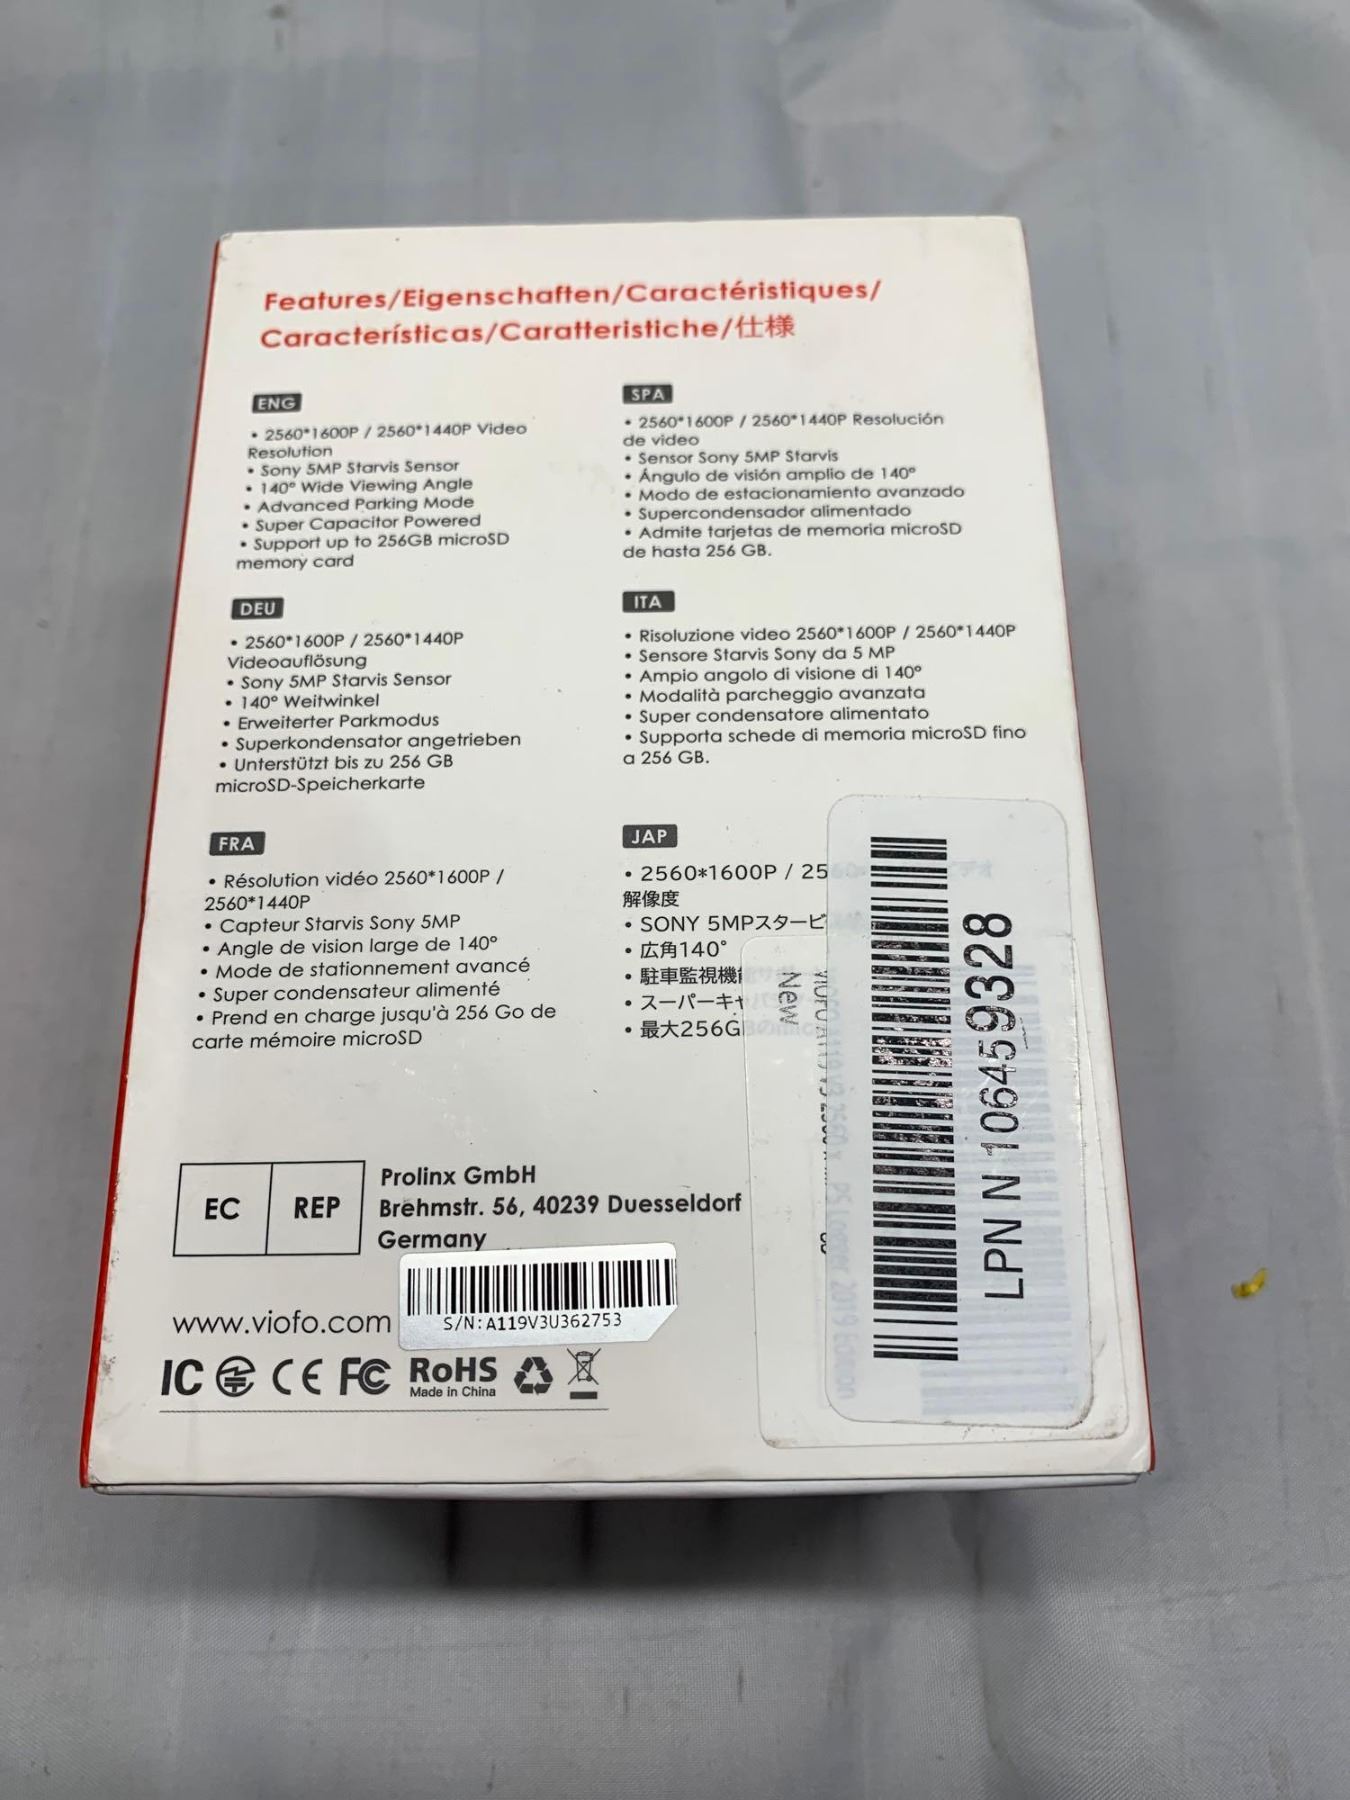 Features/Eigenschaften/Caractéristiques/
Características/Caratteristiche/仕様
ENG
• 2560*1600P / 2560*1440P Video
Resolution
• Sony 5MP Starvis Sensor
• 140° Wide Viewing Angle
• Advanced Parking Mode
• Super Capacitor Powered
• Support up to 256GB microSD
memory card
DEU
• 2560*1600P / 2560*1440P
Videoauflösung
• Sony 5MP Starvis Sensor
• 140° Weitwinkel
• Erweiterter Parkmodus
• Superkondensator angetrieben
• Unterstützt bis zu 256 GB
microSD-Speicherkarte
FRA
• Résolution vidéo 2560*1600P /
2560*1440P
• Capteur Starvis Sony 5MP
• Angle de vision large de 140°
• Mode de stationnement avancé
• Super condensateur alimenté
• Prend en charge jusqu'à 256 Go de
carte mémoire microSD
SPA
• 2560*1600P / 2560*1440P Resolución
de video
• Sensor Sony 5MP Starvis
• Ángulo de visión amplio de 140°
• Modo de estacionamiento avanzado
• Supercondensador alimentado
• Admite tarjetas de memoria microSD
de hasta 256 GB.
ITA
• Risoluzione video 2560*1600P / 2560*1440P
• Sensore Starvis Sony da 5 MP
• Ampio angolo di visione di 140°
• Modalità parcheggio avanzata
• Super condensatore alimentato
• Supporta schede di memoria microSD fino
a 256 GB.
JAP
• 2560*1600P / 25
解像度
• SONY 5MPスタービ
• 広角140°
• 駐車監視機能
• スーパーキャ
• 最大256G
New
LPN N 106459328
EC REP
Prolinx GmbH
Brehmstr. 56, 40239 Duesseldorf
Germany
www.viofo.com
S/N:A119V3U362753
IC CE FC RoHS
Made in China